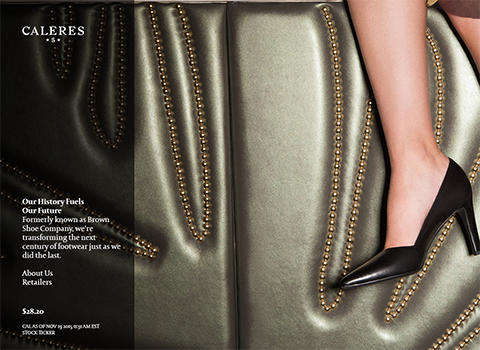 CALERES
• 5 •
Our History Fuels
Our Future
Formerly known as Brown
Shoe Company, we're
transforming the next
century of footwear just as we
did the last.
About Us
Retailers
$28.20
CAL AS OF NOV 19 2015 11:31 AM EST
STOCK TICKER